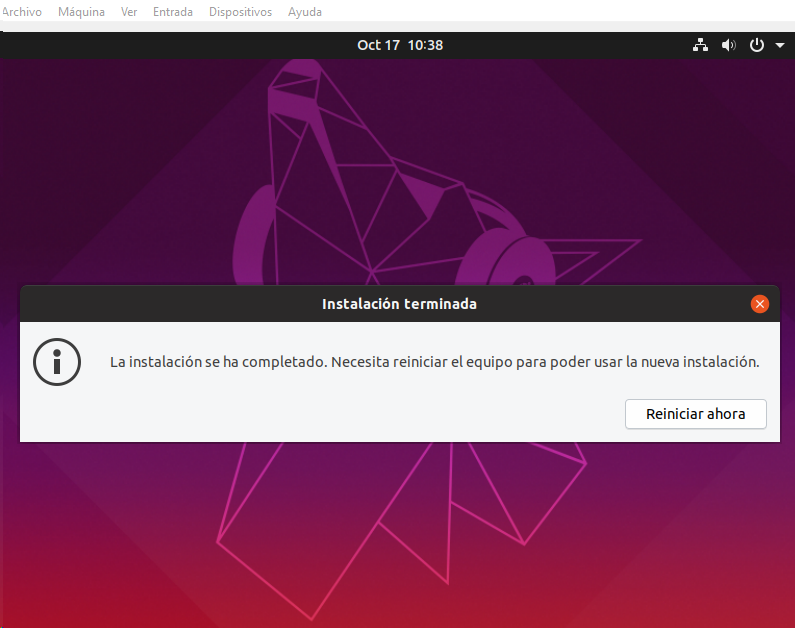 Archivo Máquina Ver Entrada Dispositivos Ayuda
Oct 17 10:38
Instalación terminada
La instalación se ha completado. Necesita reiniciar el equipo para poder usar la nueva instalación.
Reiniciar ahora